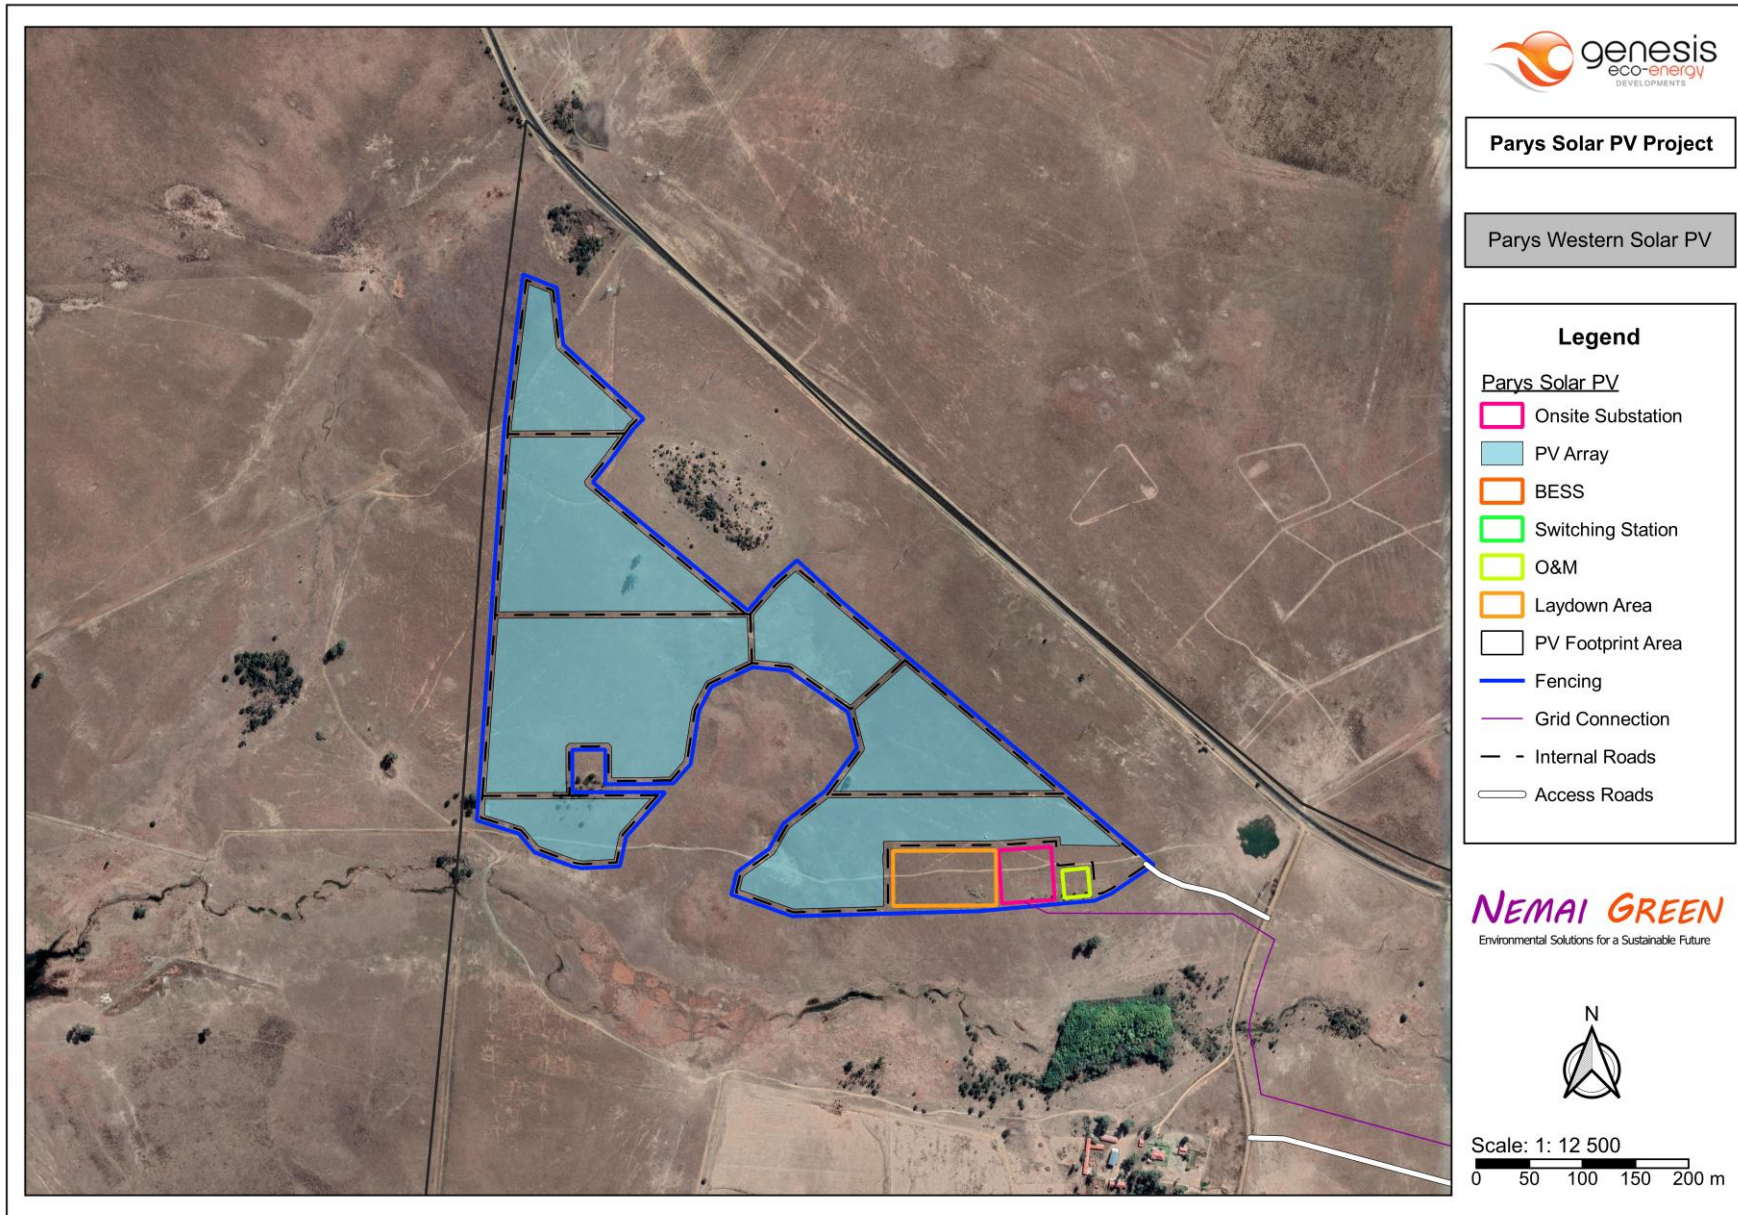 genesis
eco-energy
DEVELOPMENTS
Parys Solar PV Project
Parys Western Solar PV
Legend
Parys Solar PV
Onsite Substation
PV Array
BESS
Switching Station
O&M
Laydown Area
PV Footprint Area
Fencing
Grid Connection
Internal Roads
Access Roads
NEMAI GREEN
Environmental Solutions for a Sustainable Future
N
Scale: 1: 12 500
0 50 100 150 200 m